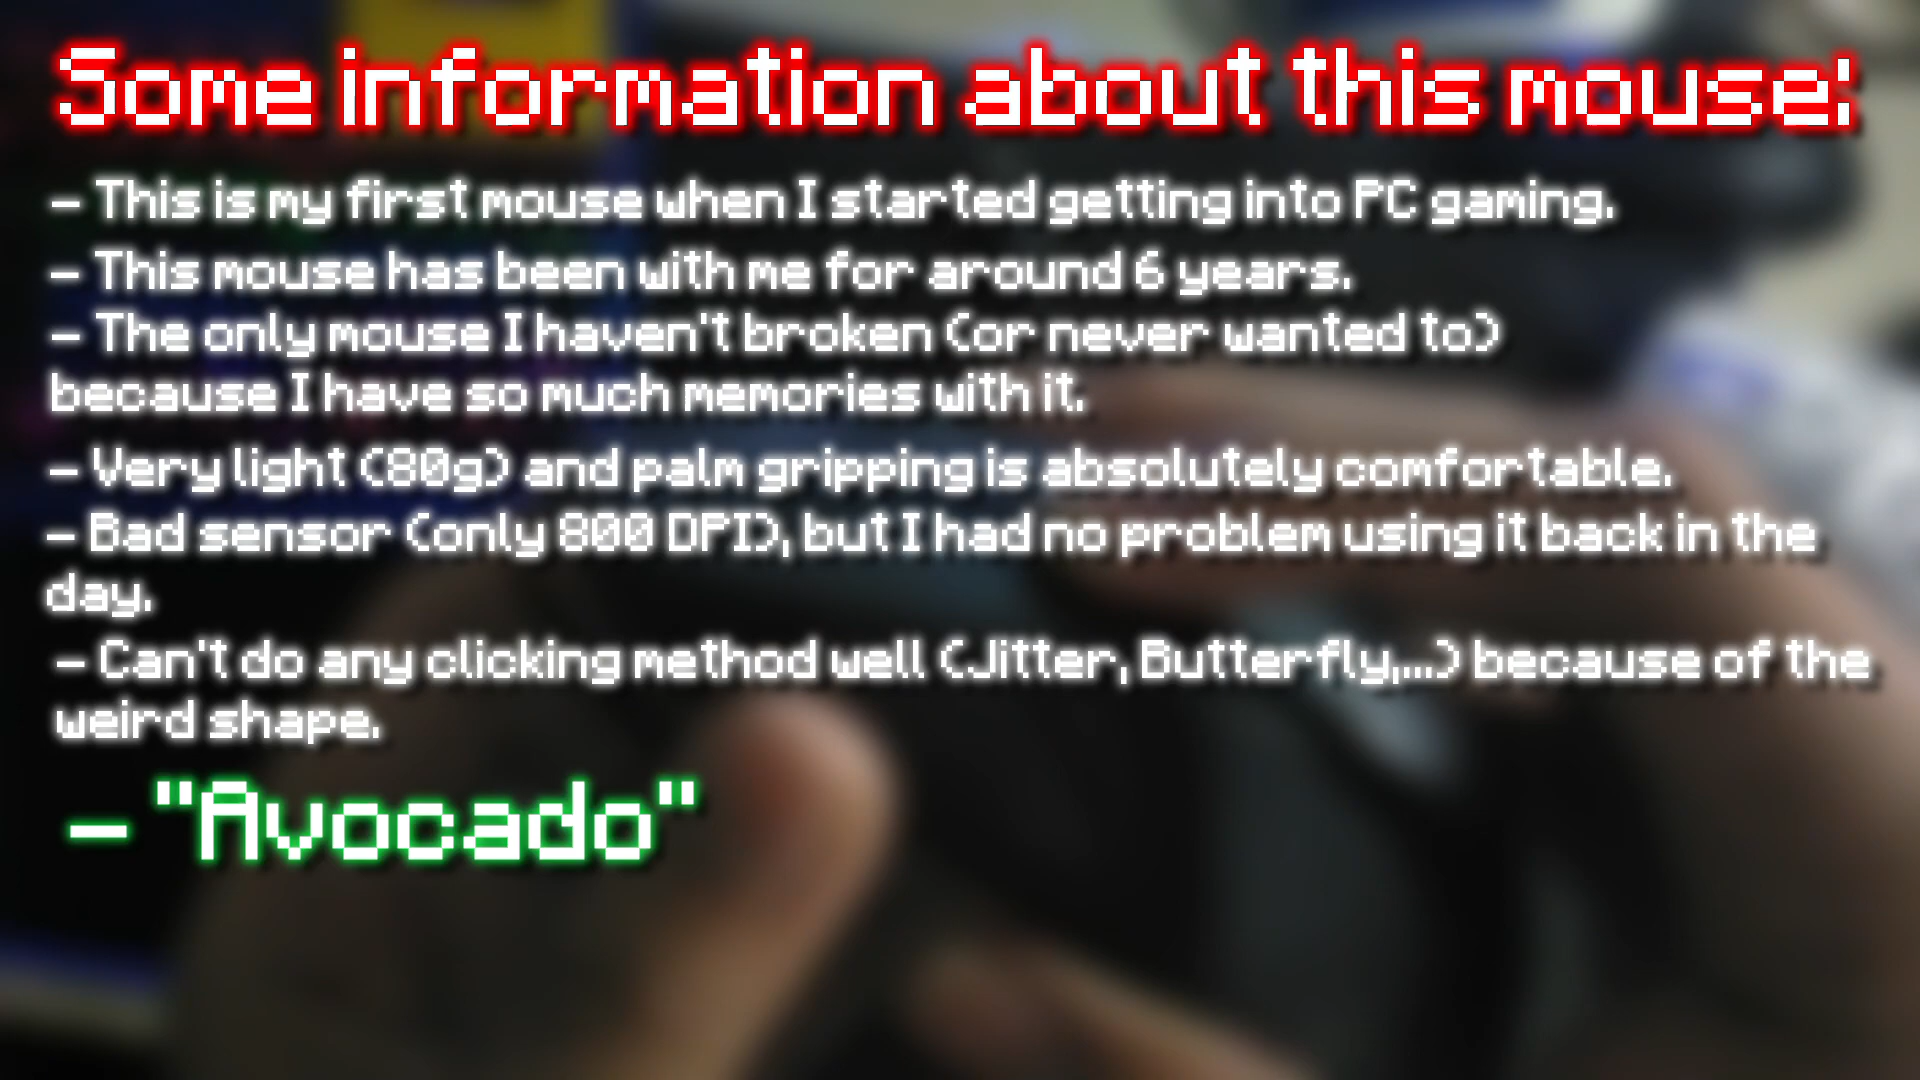 Some information about this mouse:
- This is my first mouse when I started getting into PC gaming.
- This mouse has been with me for around 6 years.
- The only mouse I haven't broken (or never wanted to)
because I have so much memories with it.
- Very light (80g) and palm gripping is absolutely comfortable.
- Bad sensor (only 800 DPI), but I had no problem using it back in the
day.
- Can't do any clicking method well (Jitter, Butterfly,...) because of the
weird shape.
- "Avocado"